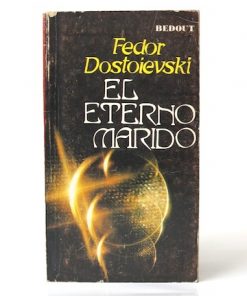 BEDOUT
Fedor
Dostoievski
EL
ETERNO
MARIDO